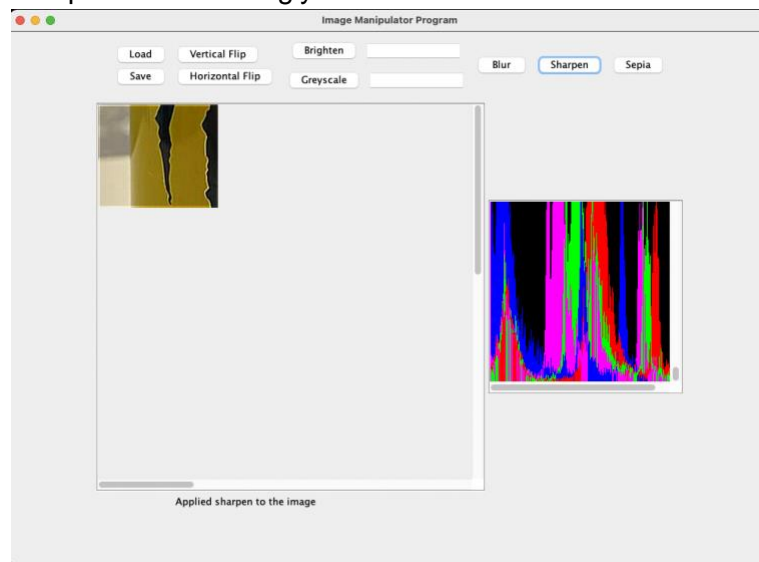 Image Manipulator Program
Load Vertical Flip Brighten
Blur Sharpen Sepia
Save Horizontal Flip Greyscale
Applied sharpen to the image